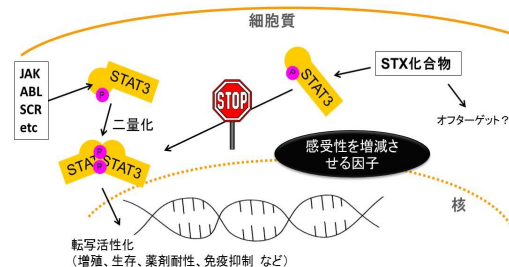 細胞質
JAK
ABL
SCR
etc
STAT3
P
二量化
STAT3
STAT3
P
P
STOP
P
STAT3
STX化合物
オフターゲット?
感受性を増減さ
せる因子
核
転写活性化
(増殖、生存、薬剤耐性、免疫抑制 など)